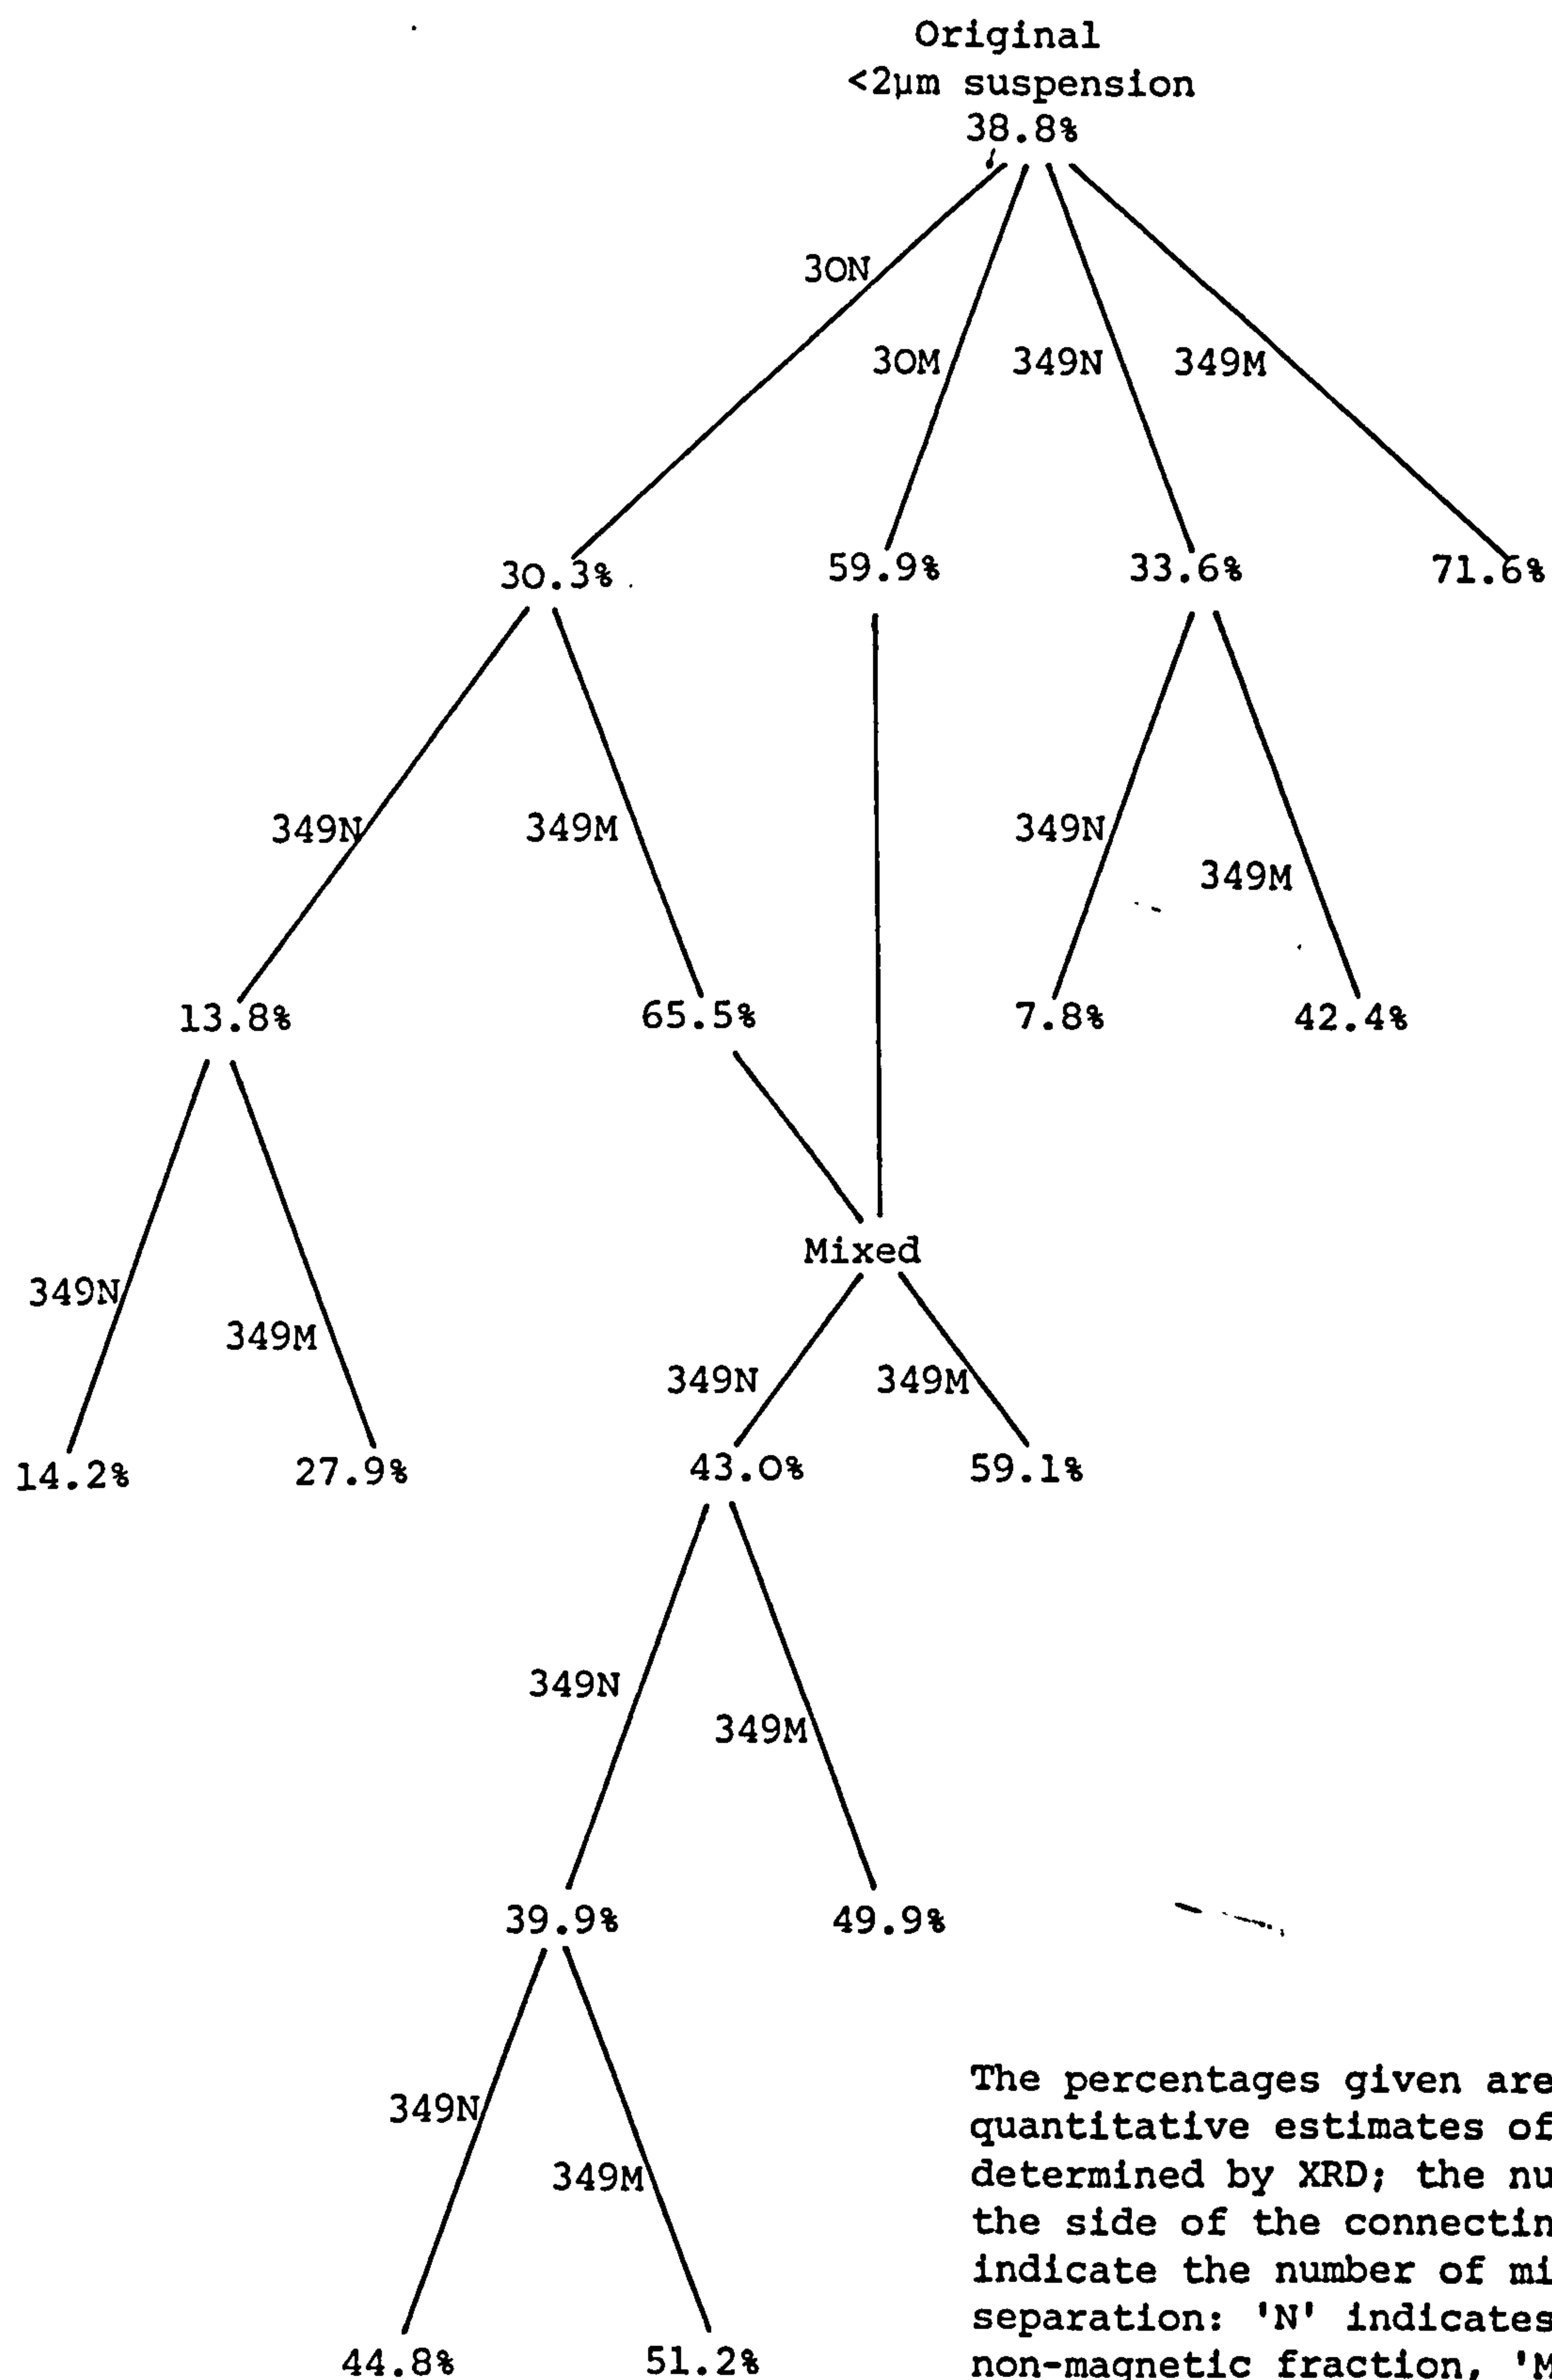 Original
<2µm suspension
38.8%
30N
30M 349N 349M
30.3% 59.9% 33.6% 71.6%
349N 349M 349N
349M
13.8% 65.5% 7.8% 42.4%
Mixed
349N
349M
349N 349M
14.2% 27.9% 43.0% 59.1%
349N
349M
39.9% 49.9%
The percentages given are
349N
quantitative estimates of
determined by XRD; the nu
349M
the side of the connectin
indicate the number of mi
separation: 'N' indicates
44.8% 51.2%
non-magnetic fraction, 'M